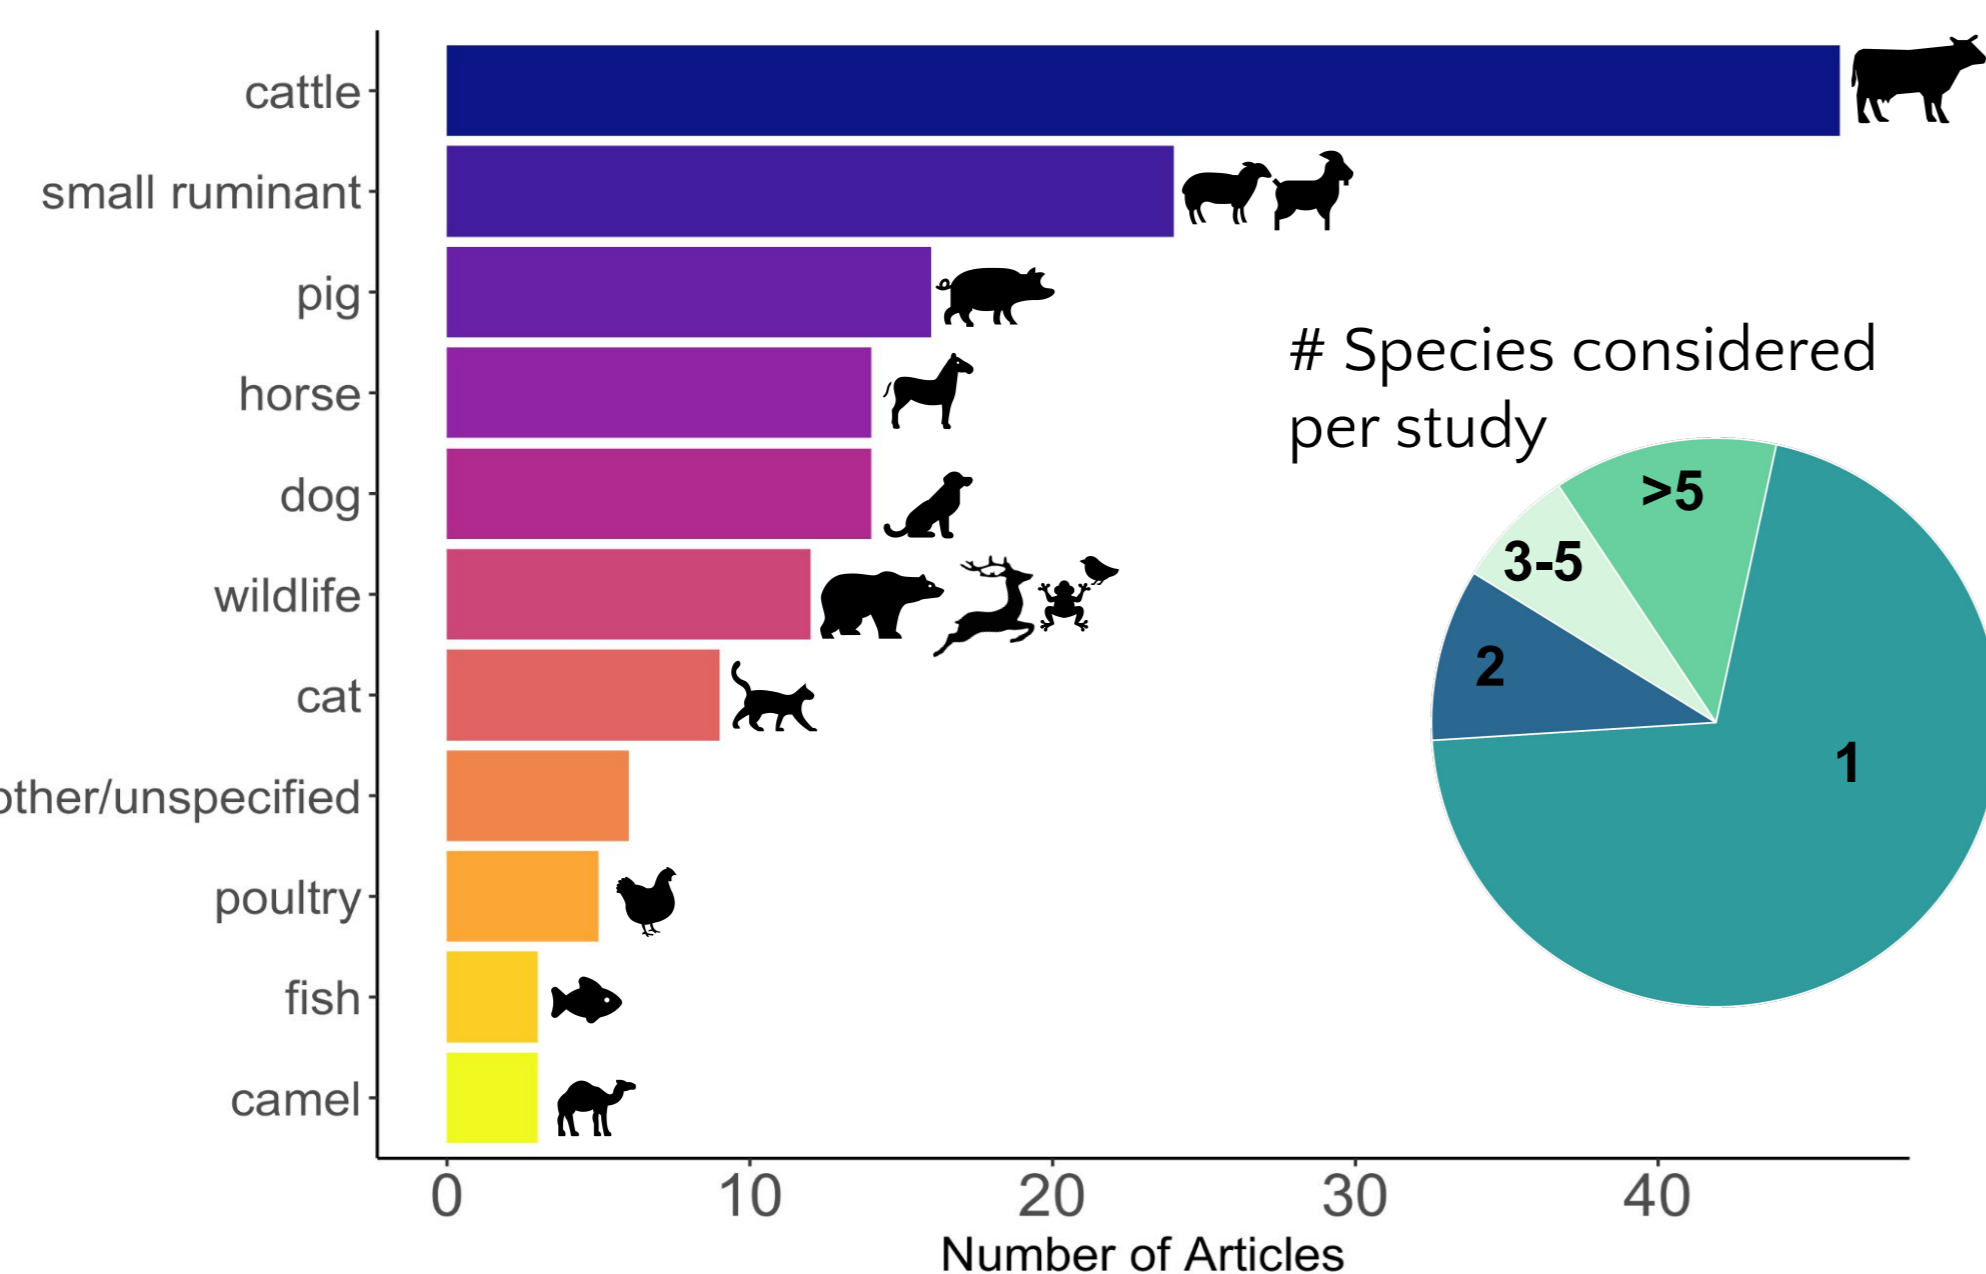 cattle
small ruminant
pig
horse
dog
wildlife
cat
other/unspecified
poultry
fish
camel
0 10 20 30 40
Number of Articles
# Species considered
per study
>5
3-5
2
1